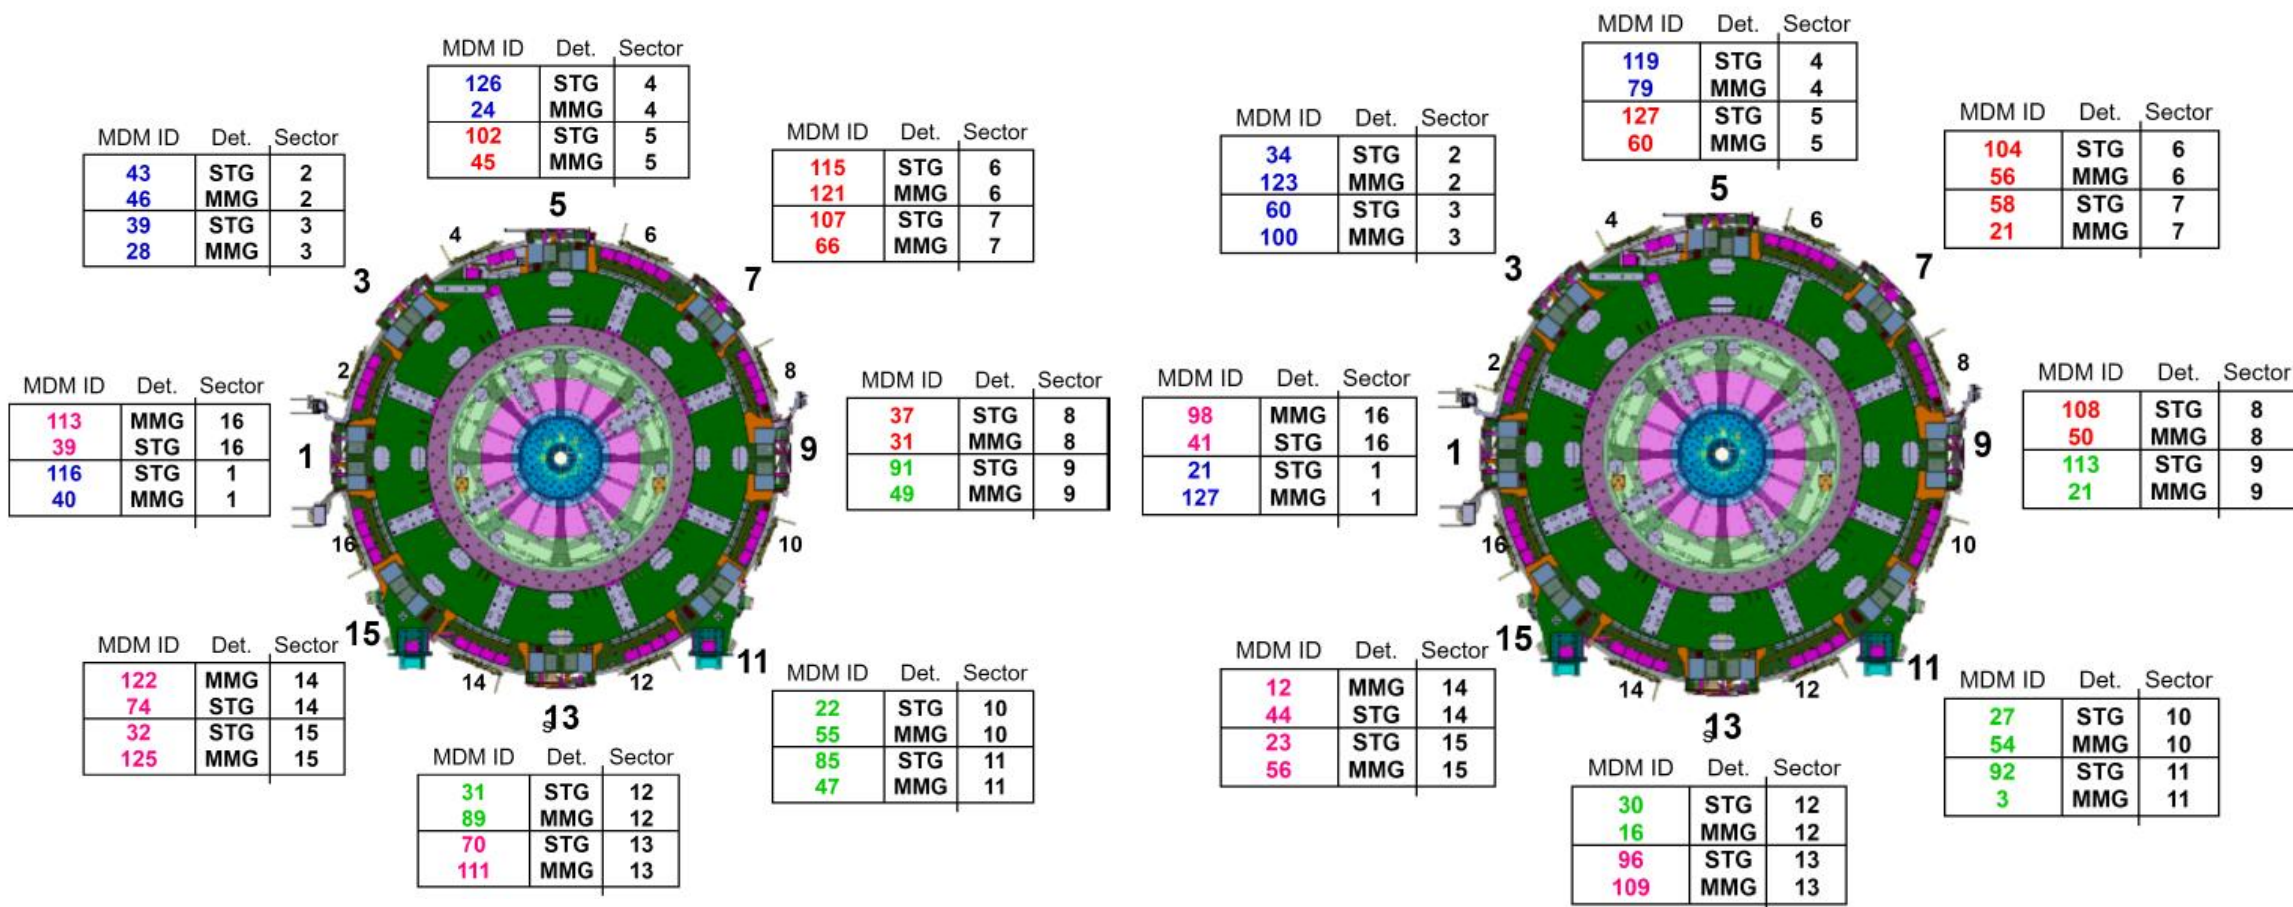 MDM ID Det. Sector
126 STG 4
24 MMG 4
102 STG 5
45 MMG 5
MDM ID Det. Sector
43 STG 2
46 MMG 2
39 STG 3
28 MMG 3
MDM ID Det. Sector
115 STG 6
121 MMG 6
107 STG 7
66 MMG 7
5
4
6
3
7
2
8
MDM ID Det. Sector
113 MMG 16
39 STG 16
116 STG 1
40 MMG 1
1
9
MDM ID Det. Sector
37 STG 8
31 MMG 8
91 STG 9
49 MMG 9
16
10
15
11
14
12
s
13
MDM ID Det. Sector
122 MMG 14
74 STG 14
32 STG 15
125 MMG 15
MDM ID Det. Sector
22 STG 10
55 MMG 10
85 STG 11
47 MMG 11
MDM ID Det. Sector
31 STG 12
89 MMG 12
70 STG 13
111 MMG 13
MDM ID Det. Sector
119 STG 4
79 MMG 4
127 STG 5
60 MMG 5
MDM ID Det. Sector
34 STG 2
123 MMG 2
60 STG 3
100 MMG 3
MDM ID Det. Sector
104 STG 6
56 MMG 6
58 STG 7
21 MMG 7
5
4
6
3
7
2
8
MDM ID Det. Sector
98 MMG 16
41 STG 16
21 STG 1
127 MMG 1
1
9
MDM ID Det. Sector
108 STG 8
50 MMG 8
113 STG 9
21 MMG 9
16
10
15
11
14
12
s
13
MDM ID Det. Sector
12 MMG 14
44 STG 14
23 STG 15
56 MMG 15
MDM ID Det. Sector
27 STG 10
54 MMG 10
92 STG 11
3 MMG 11
MDM ID Det. Sector
30 STG 12
16 MMG 12
96 STG 13
109 MMG 13